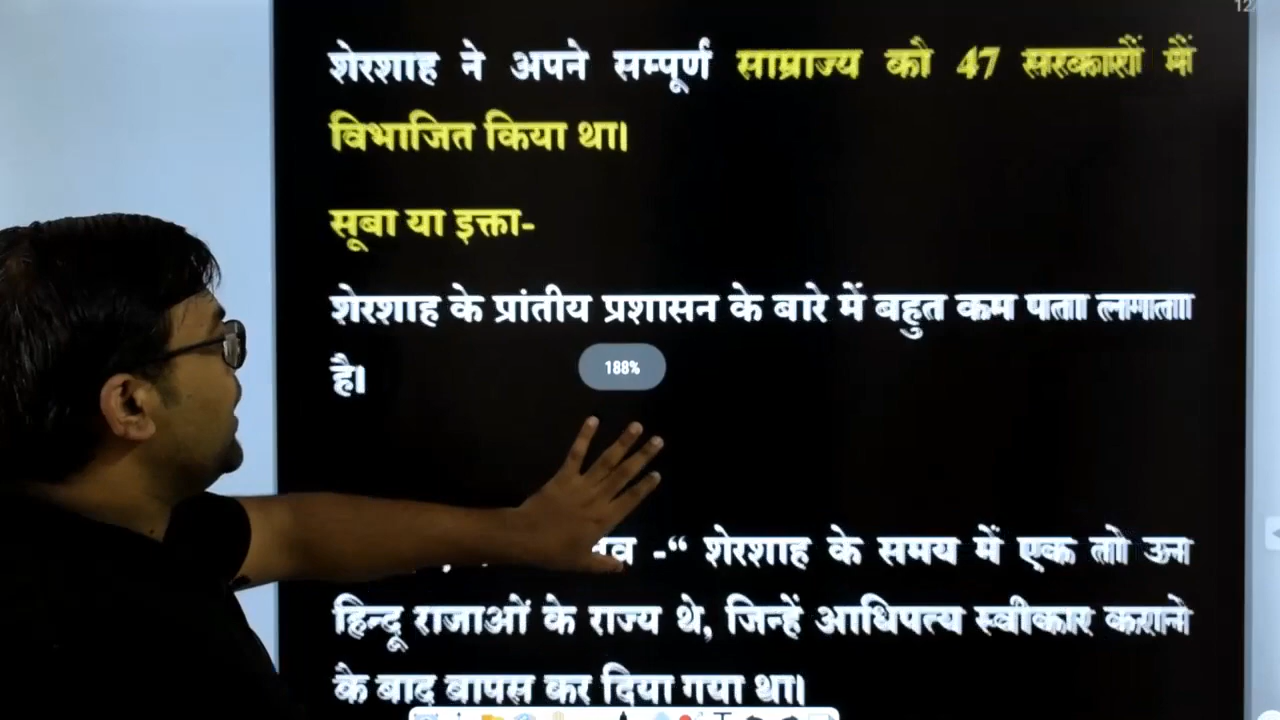 शेरशाह ने अपने सम्पूर्ण साम्राज्य को 47 सरकारों में
विभाजित किया था।
सूबा या इक्ता-
शेरशाह के प्रांतीय प्रशासन के बारे में बहुत कम पता लगता
है।
188%
-“ शेरशाह के समय में एक तो उन
हिन्दू राजाओं के राज्य थे, जिन्हें आधिपत्य स्वीकार कराने
के बाद बापस कर दिया गया था।